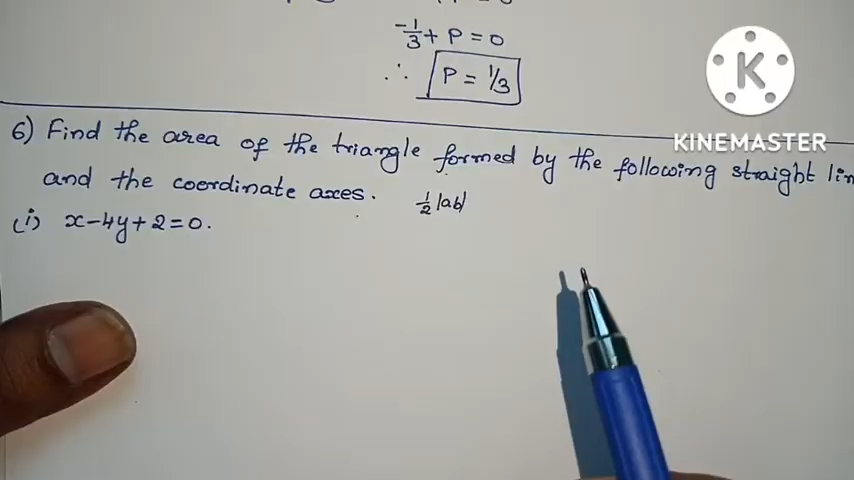 -1/3 + P = 0
∴ P = 1/3
K
KINEMASTER
6) Find the area of the triangle formed by the following straight
and the coordinate axes. 1/2 |ab|
(i) x-4y+2=0.